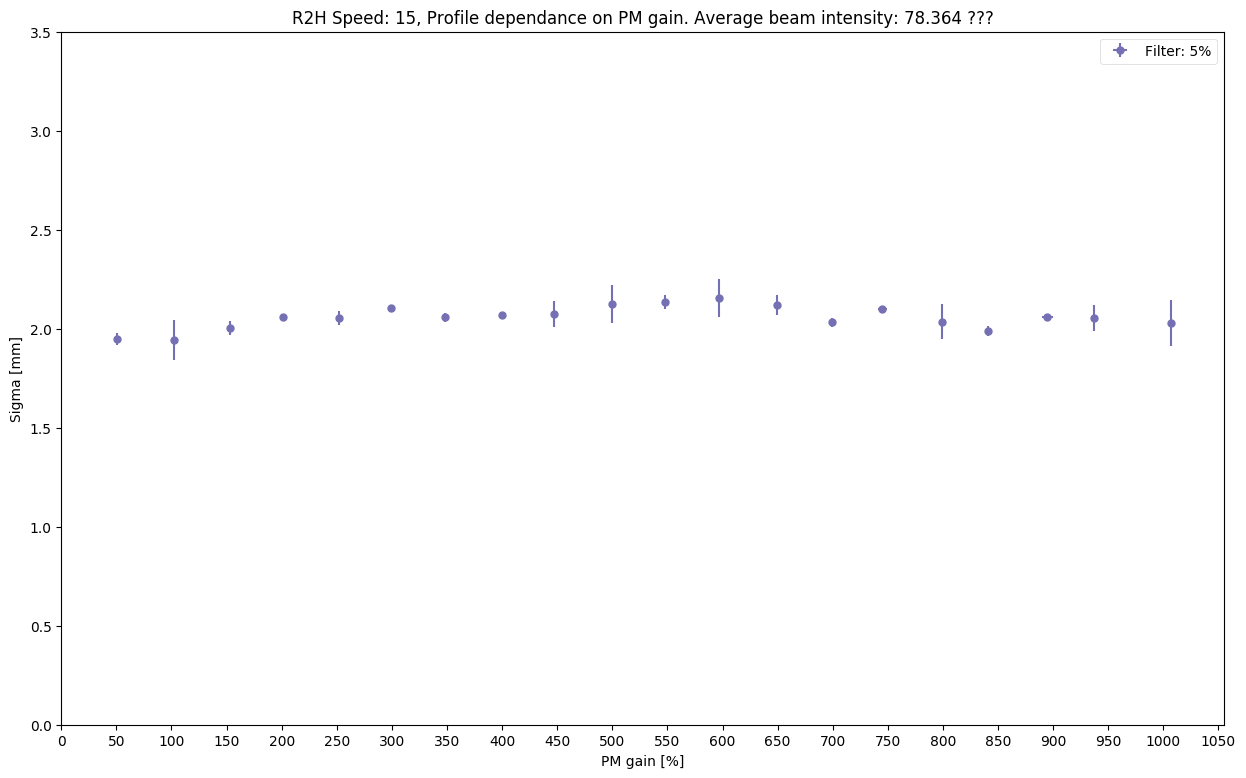 R2H Speed: 15, Profile dependance on PM gain. Average beam intensity: 78.364 ???
Filter: 5%
3.5
3.0
2.5
2.0
1.5
1.0
0.5
0.0
Sigma [mm]
0 50 100 150 200 250 300 350 400 450 500 550 600 650 700 750 800 850 900 950 1000 1050
PM gain [%]